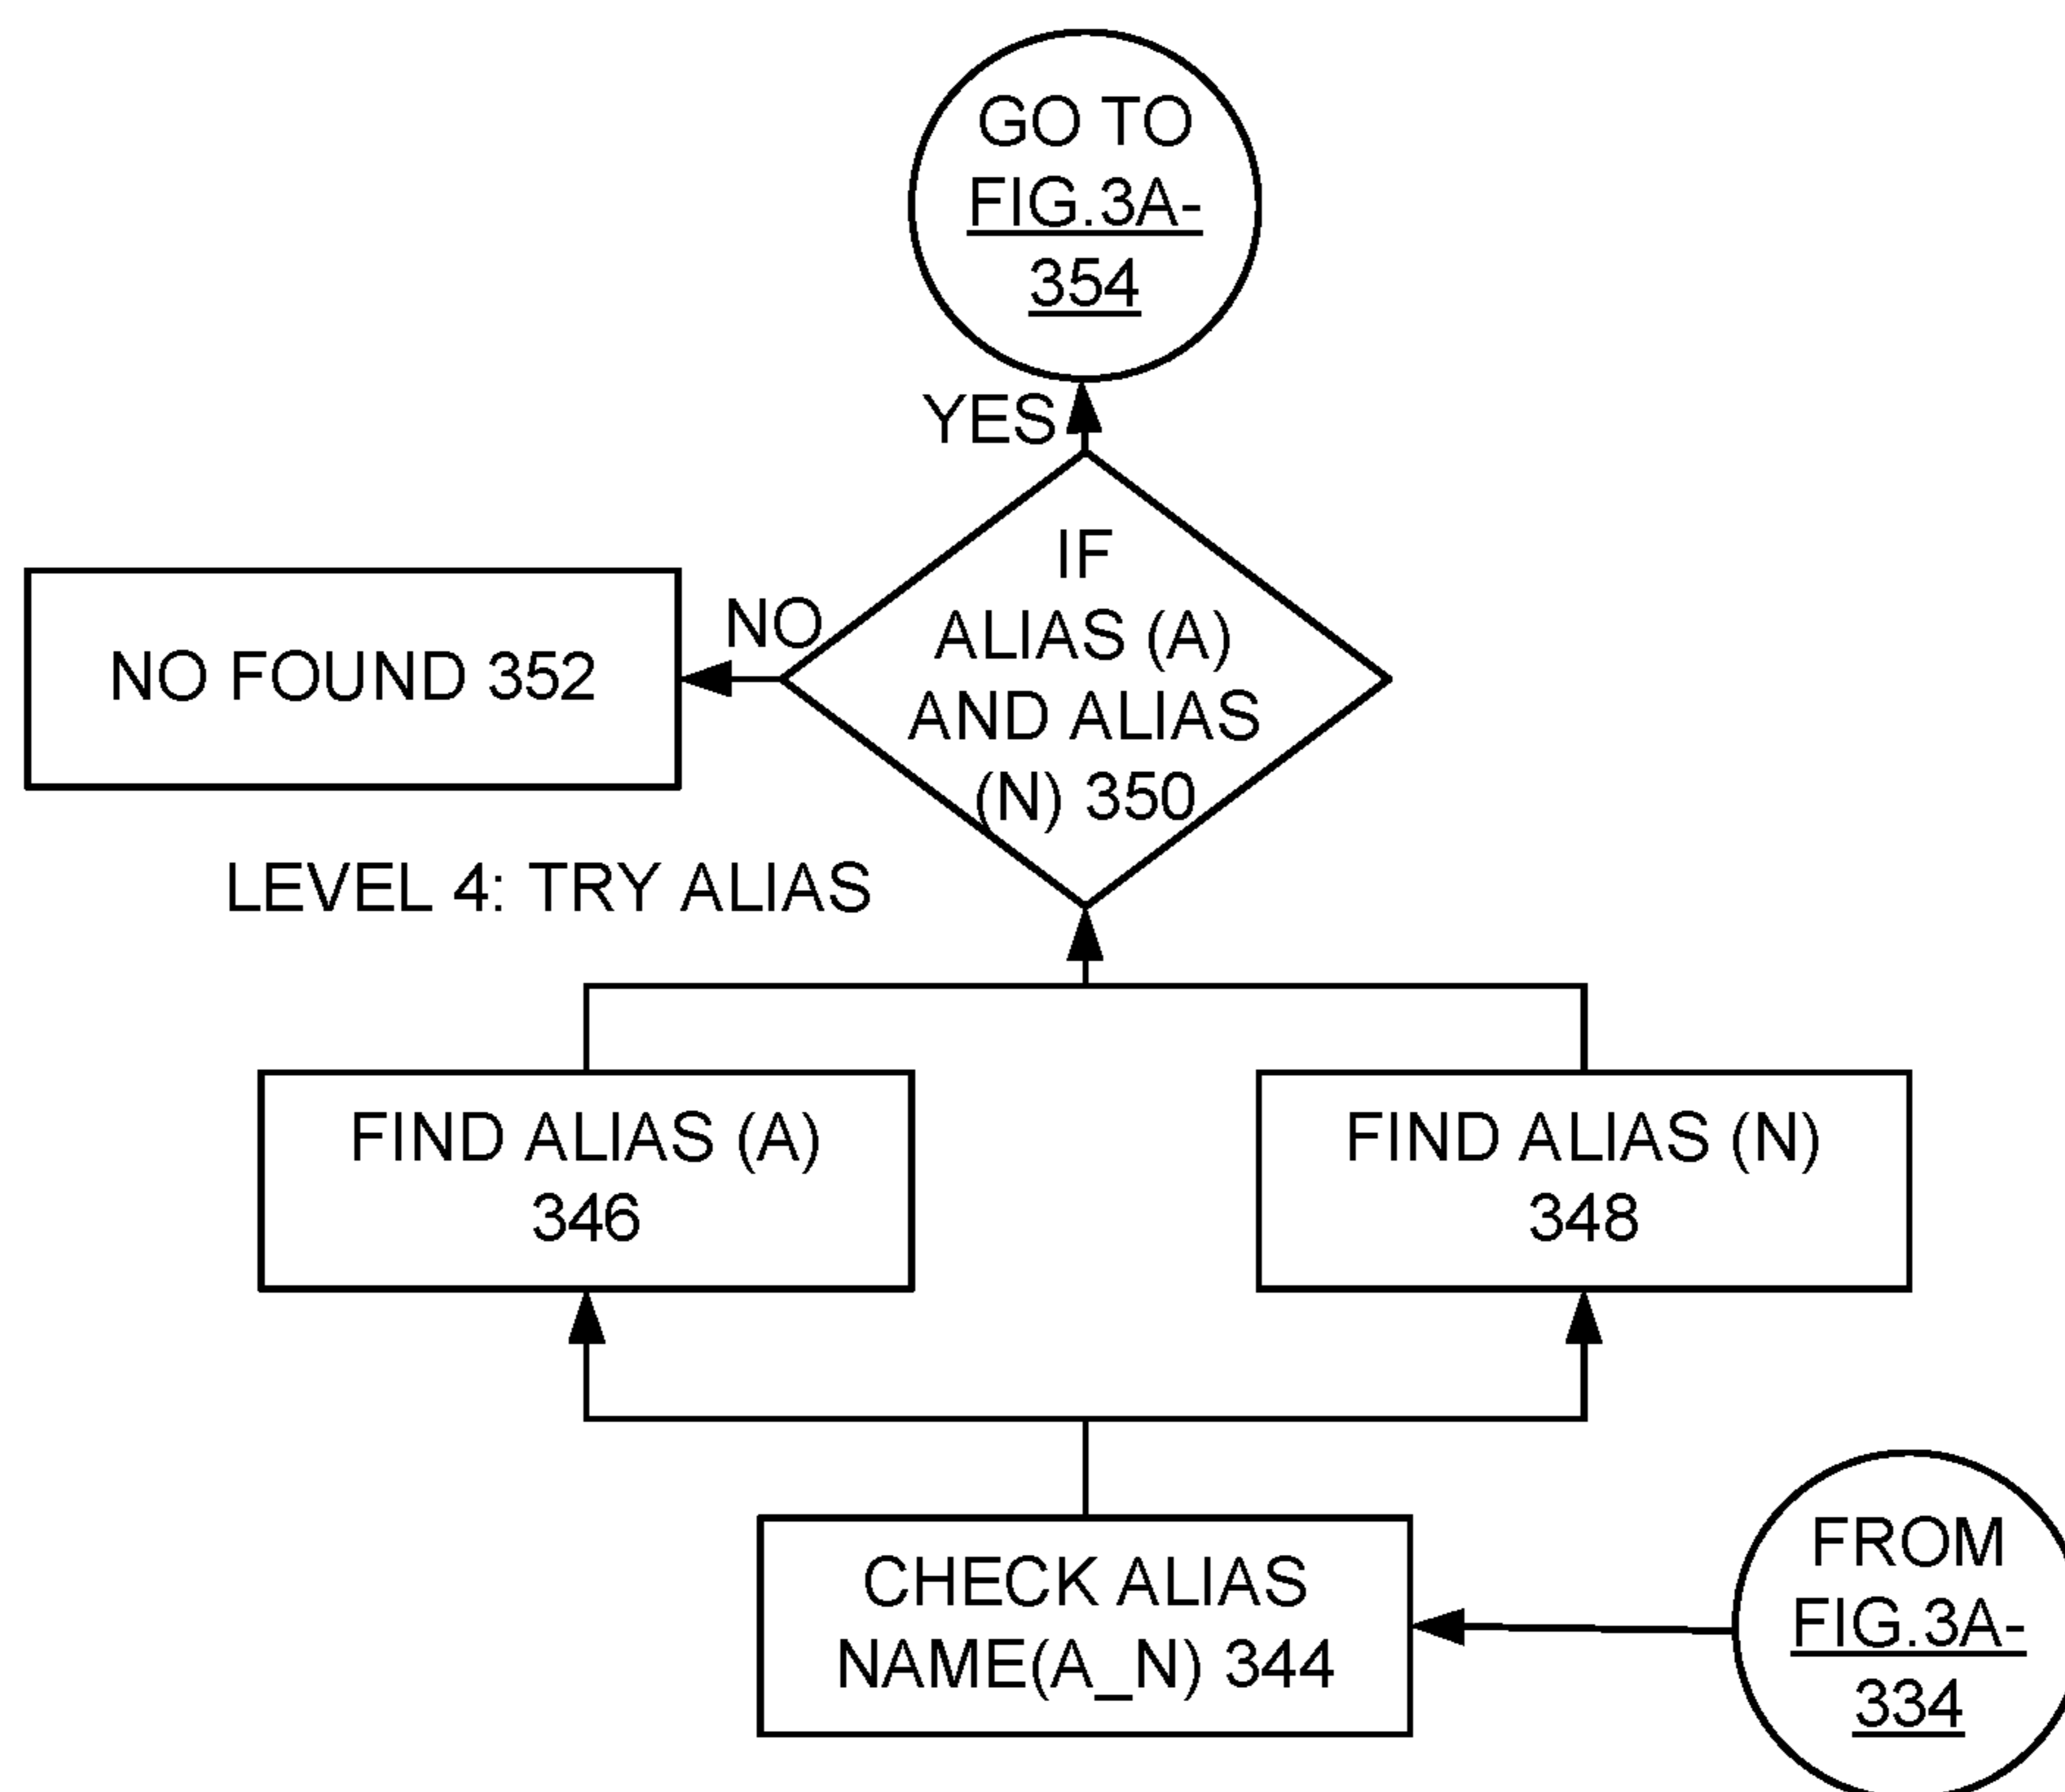 GO TO
FIG.3A-
354
YES
IF
ALIAS (A)
AND ALIAS
(N) 350
NO
NO FOUND 352
LEVEL 4: TRY ALIAS
FIND ALIAS (A)
346
FIND ALIAS (N)
348
CHECK ALIAS
NAME(A_N) 344
FROM
FIG.3A-
334